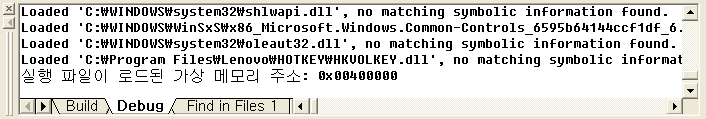 Loaded 'C:₩WINDOWS₩system32₩shlwapi.dll', no matching symbolic information found.
Loaded 'C:₩WINDOWS₩WinSxS₩x86_Microsoft.Windows.Common-Controls_6595b64144ccf1df_6.
Loaded 'C:₩WINDOWS₩system32₩oleaut32.dll', no matching symbolic information found.
Loaded 'C:₩Program Files₩Lenovo₩HOTKEY₩HKVOLKEY.dll', no matching symbolic informat
실행 파일이 로드된 가상 메모리 주소: 0x00400000
Build Debug Find in Files 1